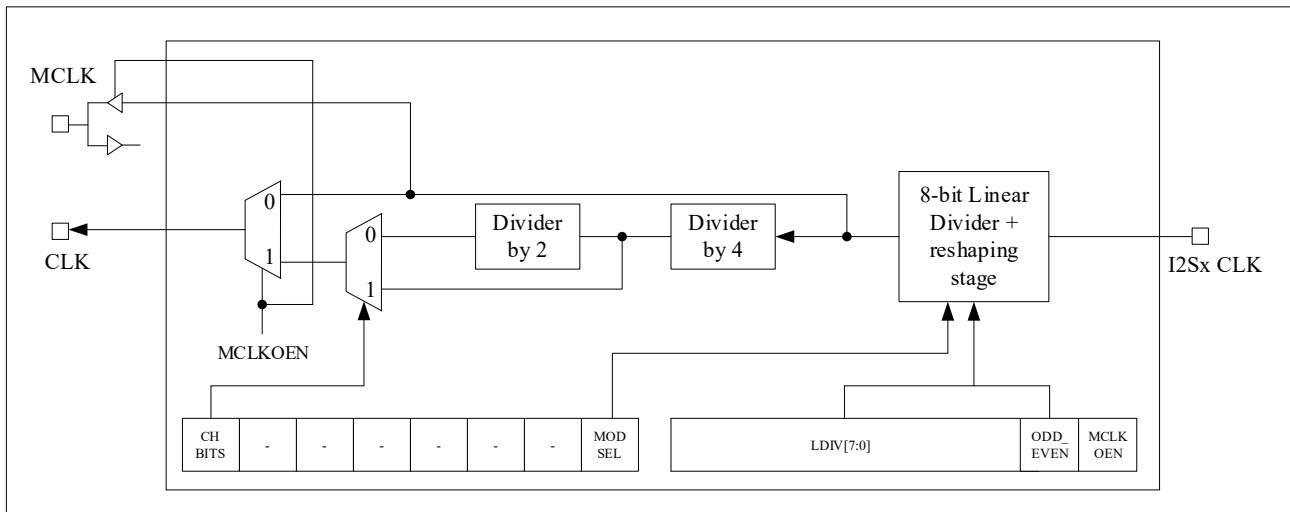 MCLK
0
1
CLK
MCLKOEN
0
1
Divider
by 2
Divider
by 4
8-bit Linear
Divider +
reshaping
stage
I2Sx CLK
CH
BITS
-
-
-
-
-
-
MOD
SEL
LDIV[7:0]
ODD_
EVEN
MCLK
OEN